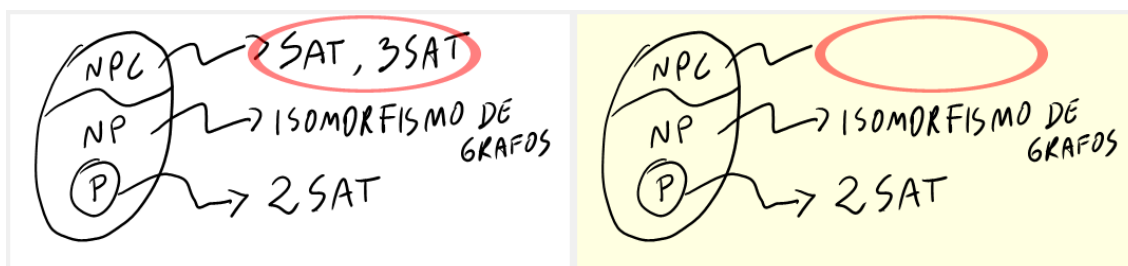 NPC SAT, 3SAT
NP ISOMORFISMO DE
GRAFOS
P 2SAT
NPC
NP ISOMORFISMO DE
GRAFOS
P 2SAT